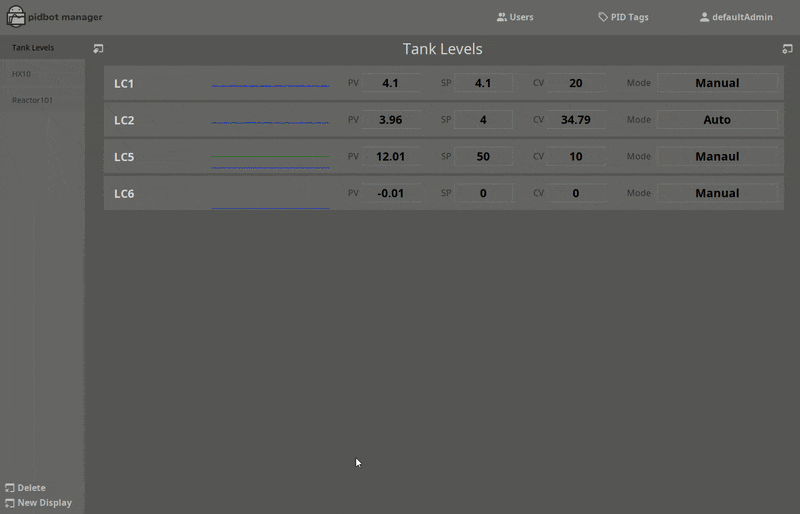 pidbot manager
Users
PID Tags
defaultAdmin
Tank Levels
HX10
Reactor101
Tank Levels
LC1 PV 4.1 SP 4.1 CV 20 Mode Manual
LC2 PV 3.96 SP 4 CV 34.79 Mode Auto
LC5 PV 12.01 SP 50 CV 10 Mode Manaul
LC6 PV -0.01 SP 0 CV 0 Mode Manual
Delete
New Display